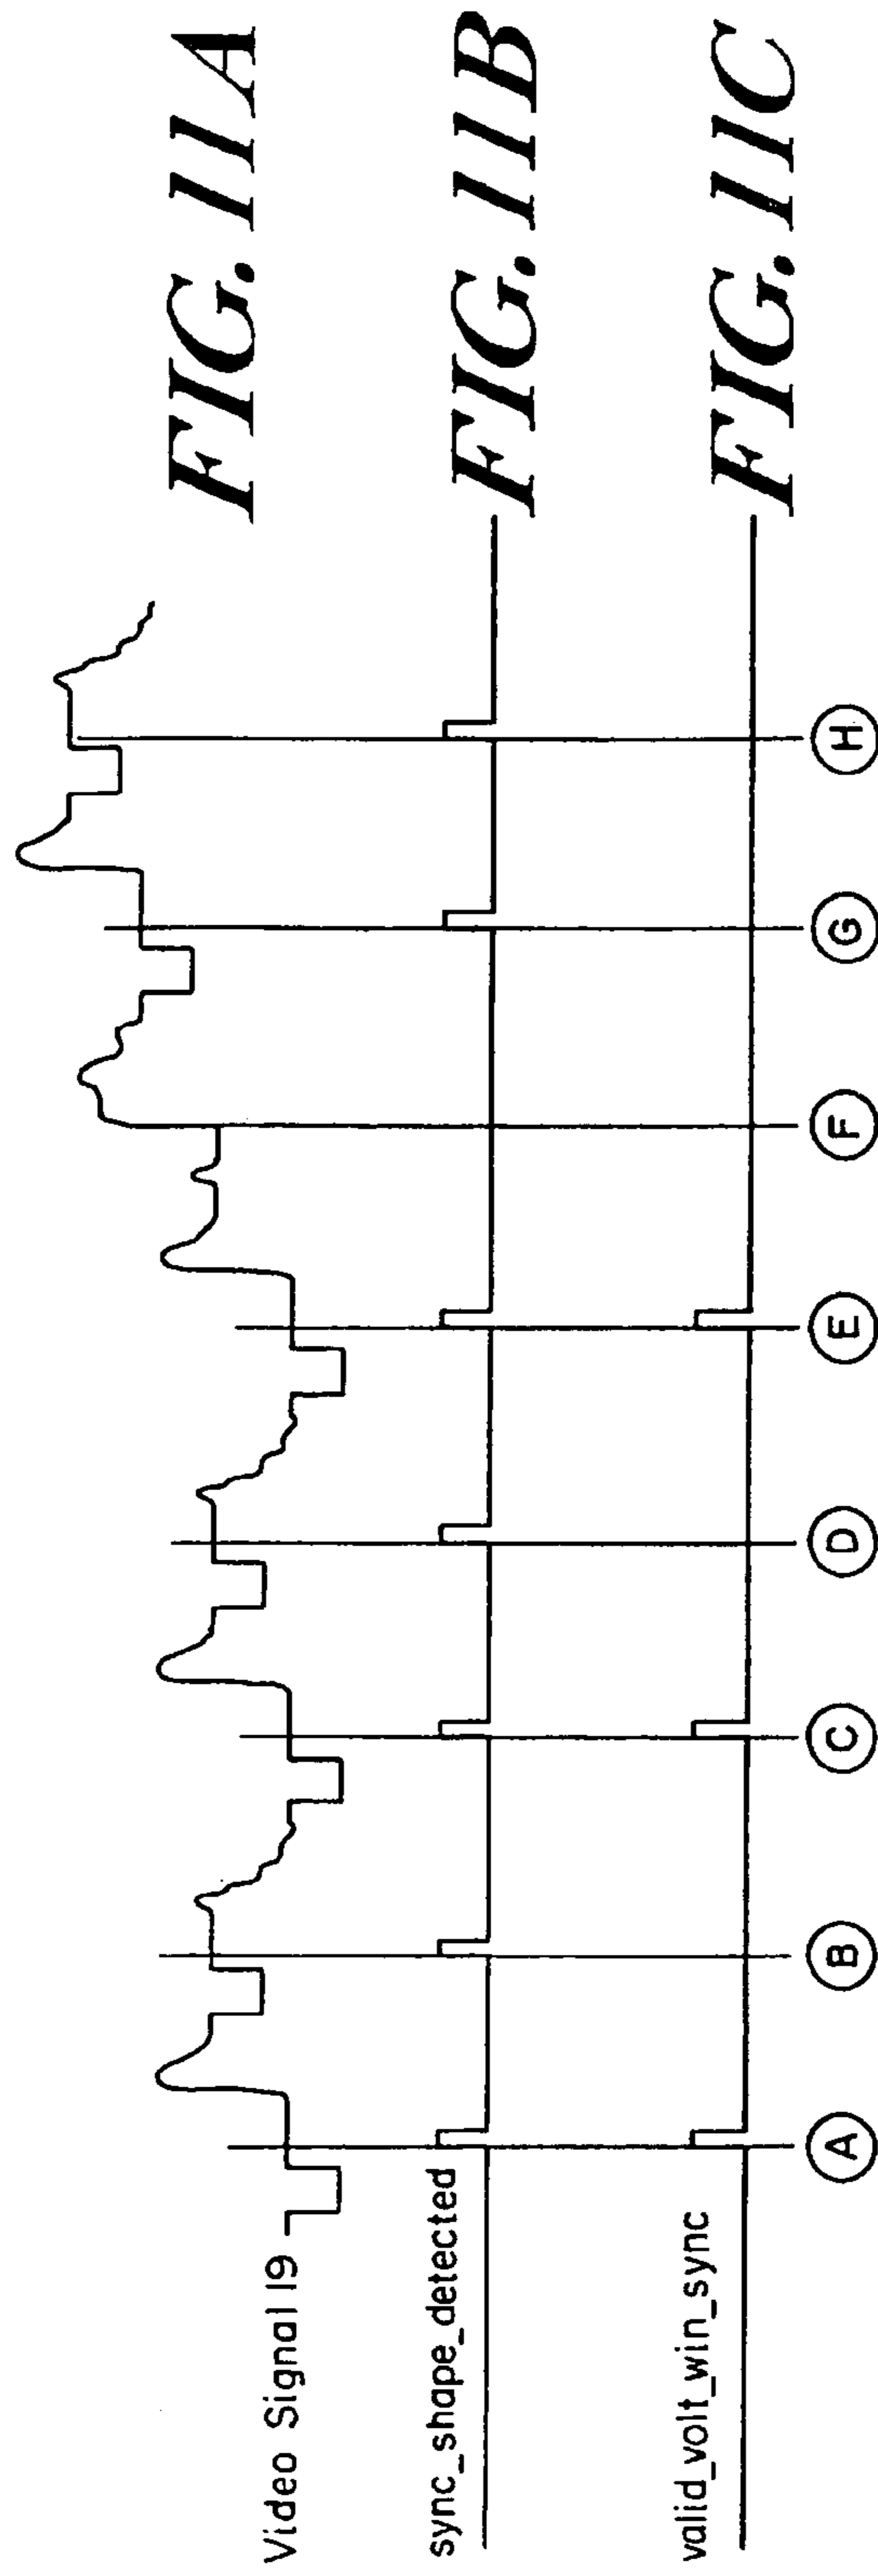 Video Signal 19
FIG. 11A
sync_shape_detected
FIG. 11B
valid_volt_win_sync
FIG. 11C
A B C D E F G H